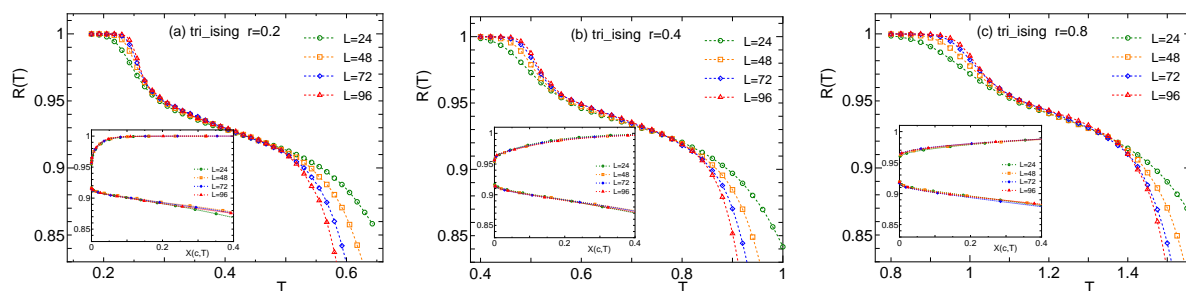 (a) tri_ising r=0.2
R(T)
1
0.95
0.9
0.85
L=24
L=48
L=72
L=96
1
0.95
0.9
0.85
L=24
L=48
L=72
L=96
0
0.2
0.4
X(c,T)
0.2
0.4
0.6
T
(b) tri_ising r=0.4
R(T)
1
0.95
0.9
0.85
L=24
L=48
L=72
L=96
1
0.95
0.9
0.85
L=24
L=48
L=72
L=96
0
0.2
0.4
X(c,T)
0.4
0.6
0.8
1
T
(c) tri_ising r=0.8
R(T)
1
0.95
0.9
0.85
L=24
L=48
L=72
L=96
1
0.95
0.9
0.85
L=24
L=48
L=72
L=96
0
0.2
0.4
X(c,T)
0.8
1
1.2
1.4
T